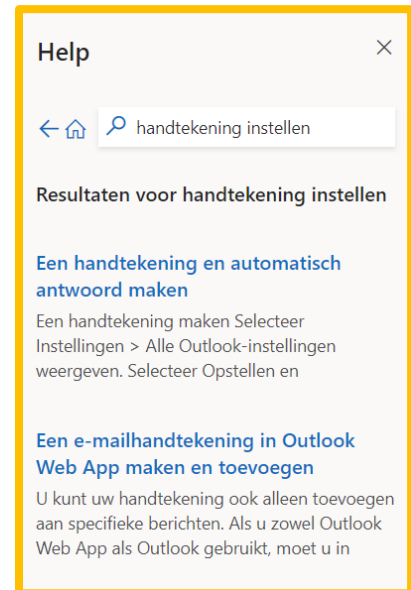 Help
handtekening instellen
Resultaten voor handtekening instellen
Een handtekening en automatisch
antwoord maken
Een handtekening maken Selecteer
Instellingen > Alle Outlook-instellingen
weergeven. Selecteer Opstellen en
Een e-mailhandtekening in Outlook
Web App maken en toevoegen
U kunt uw handtekening ook alleen toevoegen
aan specifieke berichten. Als u zowel Outlook
Web App als Outlook gebruikt, moet u in